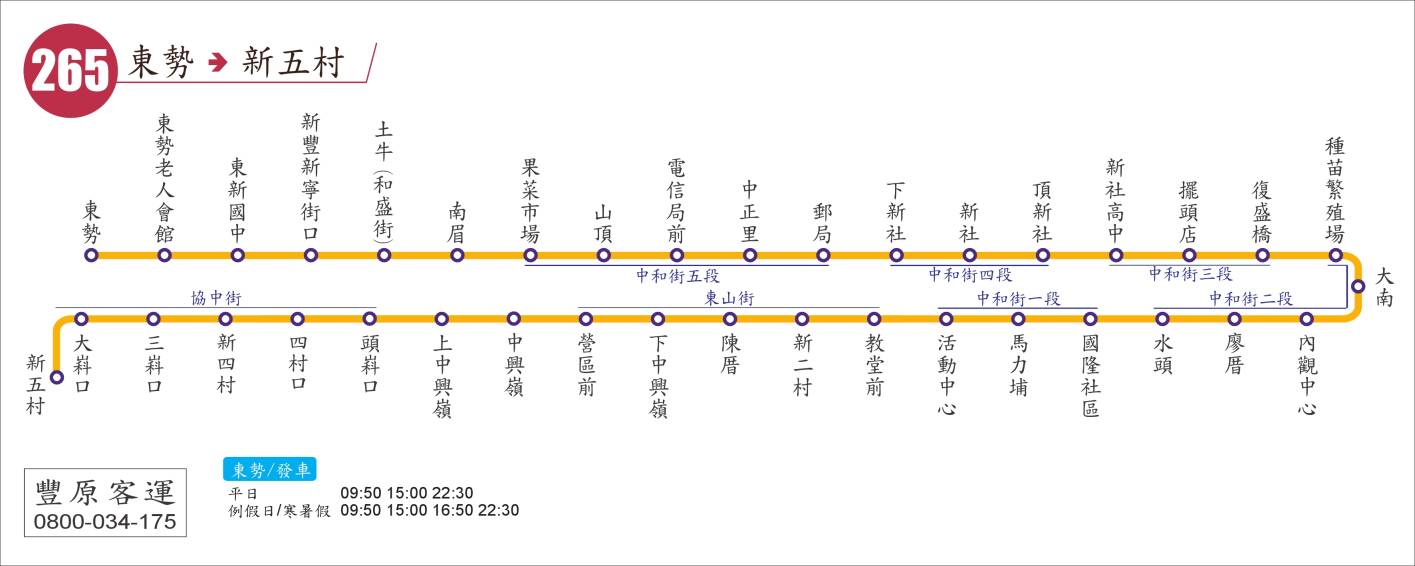 265 東勢 → 新五村
東勢
東勢老人會館
東新國中
新豐新寧街口
土牛(和盛街)
南眉
果菜市場
山頂
電信局前
中正里
郵局
下新社
新社
頂新社
新社高中
擺頭店
復盛橋
種苗繁殖場
中和街五段
中和街四段
中和街三段
大南
協中街
東山街
中和街一段
中和街二段
新五村
大粿口
三粿口
新四村
四村口
頭粿口
上中興嶺
中興嶺
營區前
下中興嶺
陳厝
新二村
教堂前
活動中心
馬力埔
國隆社區
水頭
廖厝
內觀中心
豐原客運
0800-034-175
東勢/發車
平日 09:50 15:00 22:30
例假日/寒暑假 09:50 15:00 16:50 22:30